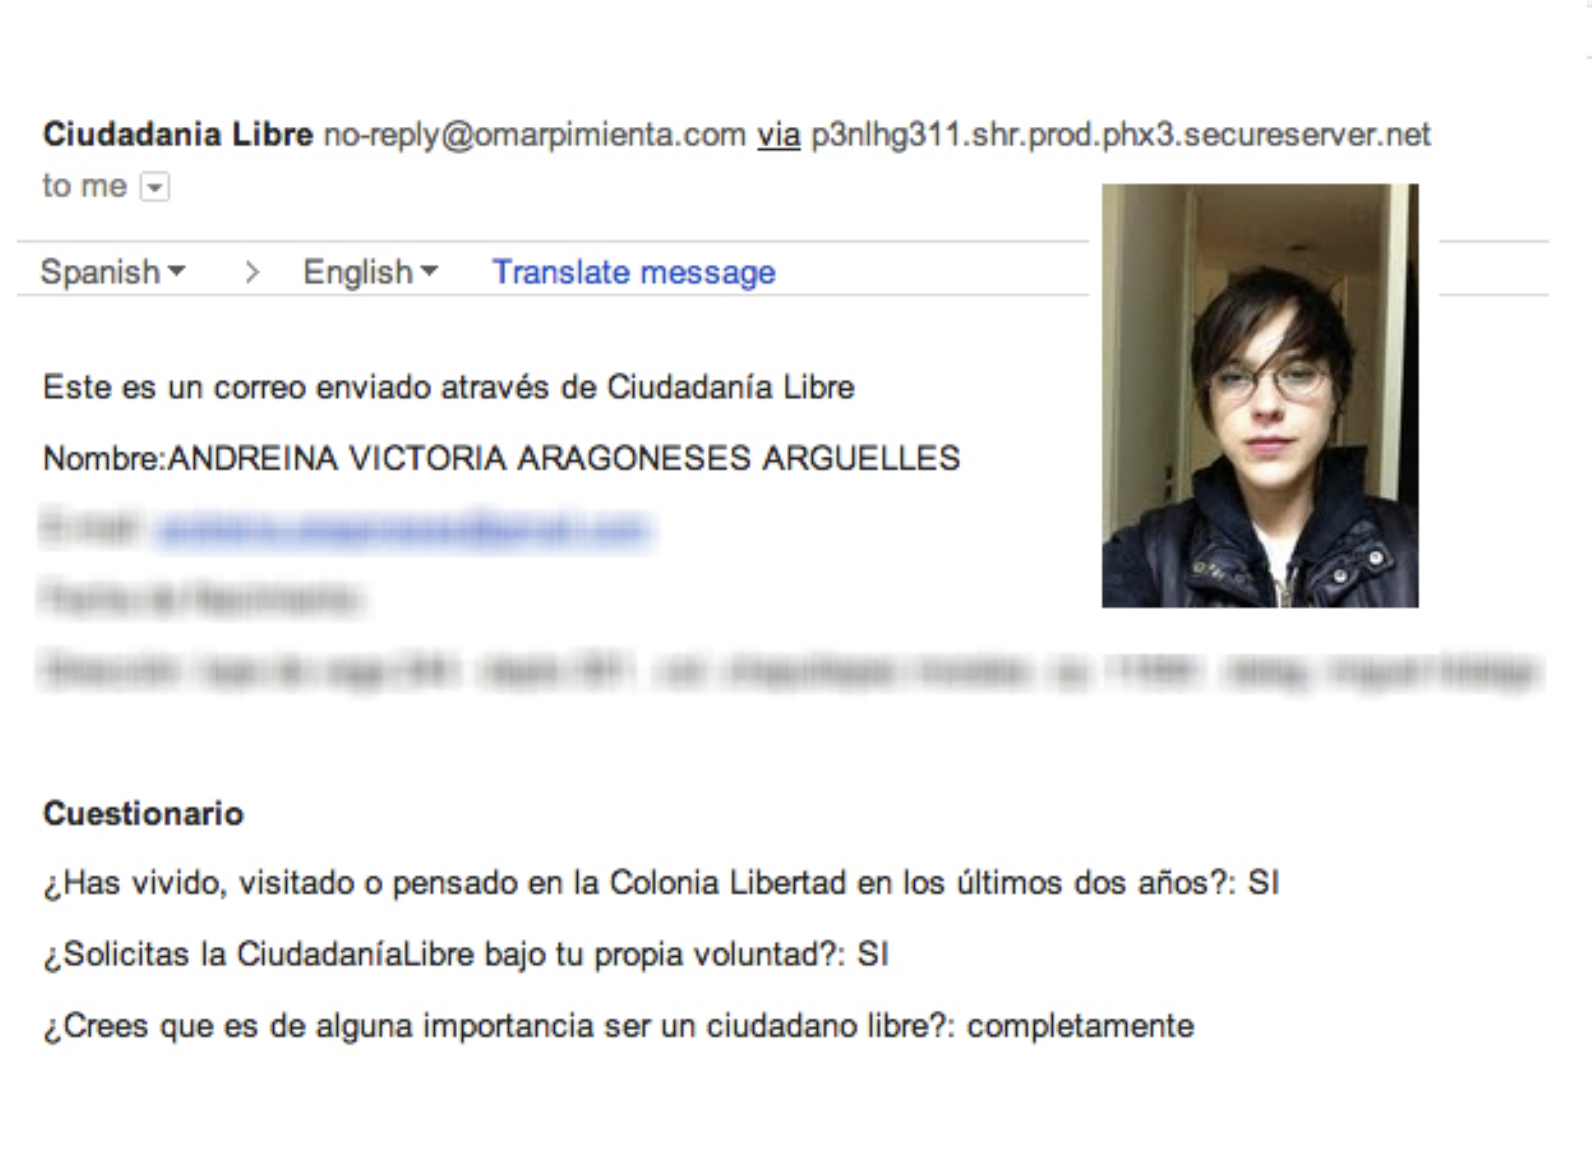 Ciudadania Libre no-reply@omarpimienta.com via p3nlhg311.shr.prod.phx3.secureserver.net
to me
Spanish > English Translate message
Este es un correo enviado através de Ciudadanía Libre
Nombre:ANDREINA VICTORIA ARAGONESES ARGUELLES
Cuestionario
¿Has vivido, visitado o pensado en la Colonia Libertad en los últimos dos años?: SI
¿Solicitas la CiudadaníaLibre bajo tu propia voluntad?: SI
¿Crees que es de alguna importancia ser un ciudadano libre?: completamente